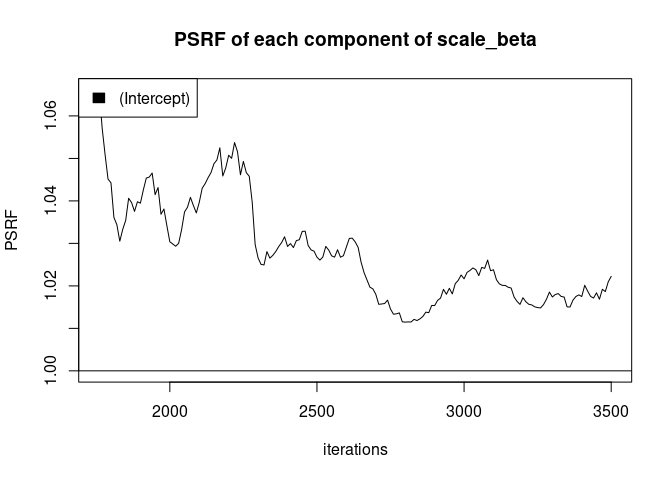 PSRF of each component of scale_beta
(Intercept)
PSRF
1.06
1.04
1.02
1.00
2000 2500 3000 3500
iterations